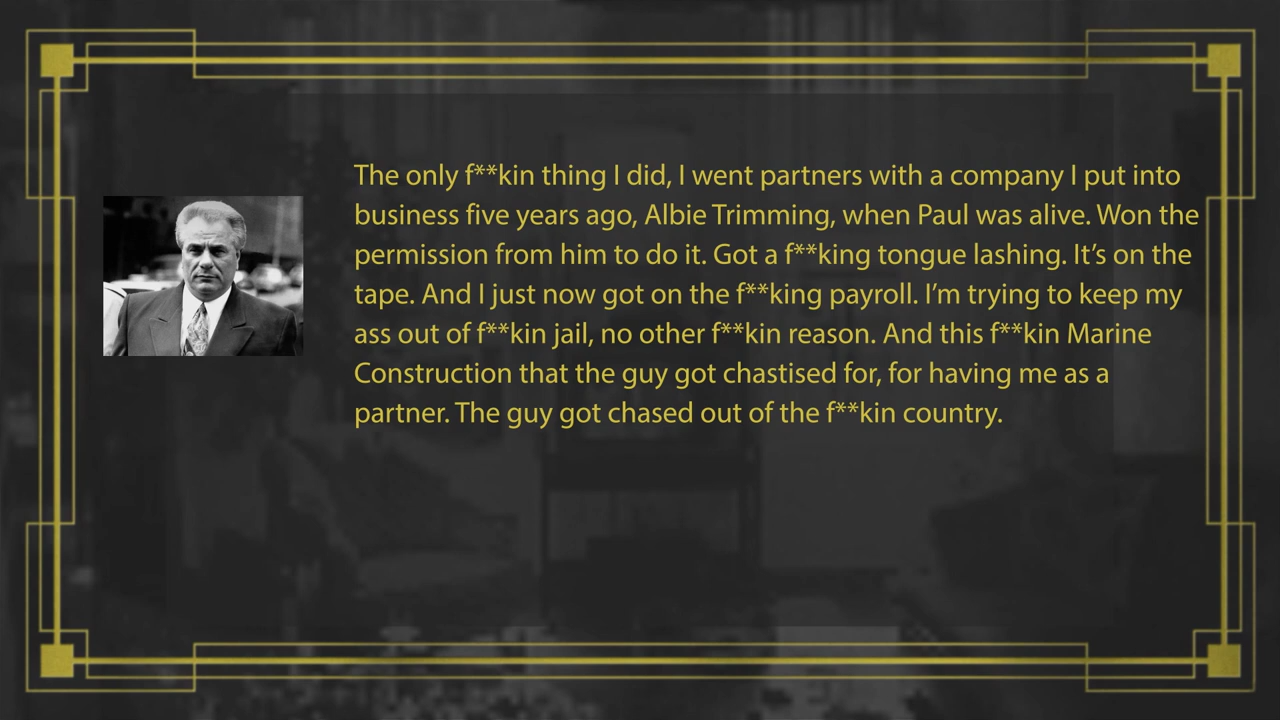 The only f**kin thing I did, I went partners with a company I put into
business five years ago, Albie Trimming, when Paul was alive. Won the
permission from him to do it. Got a f**king tongue lashing. It’s on the
tape. And I just now got on the f**king payroll. I’m trying to keep my
ass out of f**kin jail, no other f**kin reason. And this f**kin Marine
Construction that the guy got chastised for, for having me as a
partner. The guy got chased out of the f**kin country.